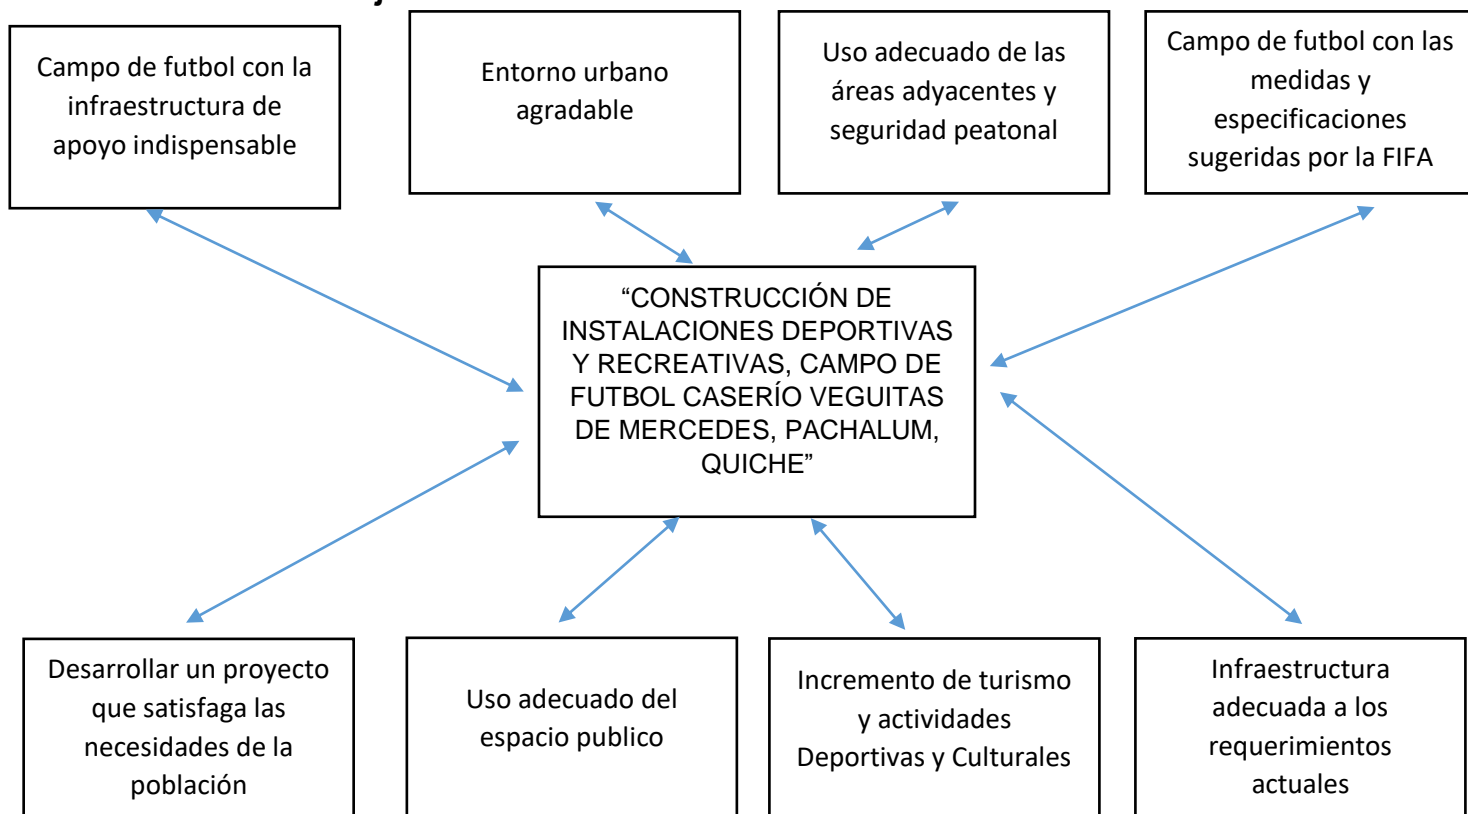 Campo de futbol con la
infraestructura de
apoyo indispensable
Entorno urbano
agradable
Uso adecuado de las
áreas adyacentes y
seguridad peatonal
Campo de futbol con las
medidas y
especificaciones
sugeridas por la FIFA
“CONSTRUCCIÓN DE
INSTALACIONES DEPORTIVAS
Y RECREATIVAS, CAMPO DE
FUTBOL CASERÍO VEGUITAS
DE MERCEDES, PACHALUM,
QUICHE”
Desarrollar un proyecto
que satisfaga las
necesidades de la
población
Uso adecuado del
espacio publico
Incremento de turismo
y actividades
Deportivas y Culturales
Infraestructura
adecuada a los
requerimientos
actuales